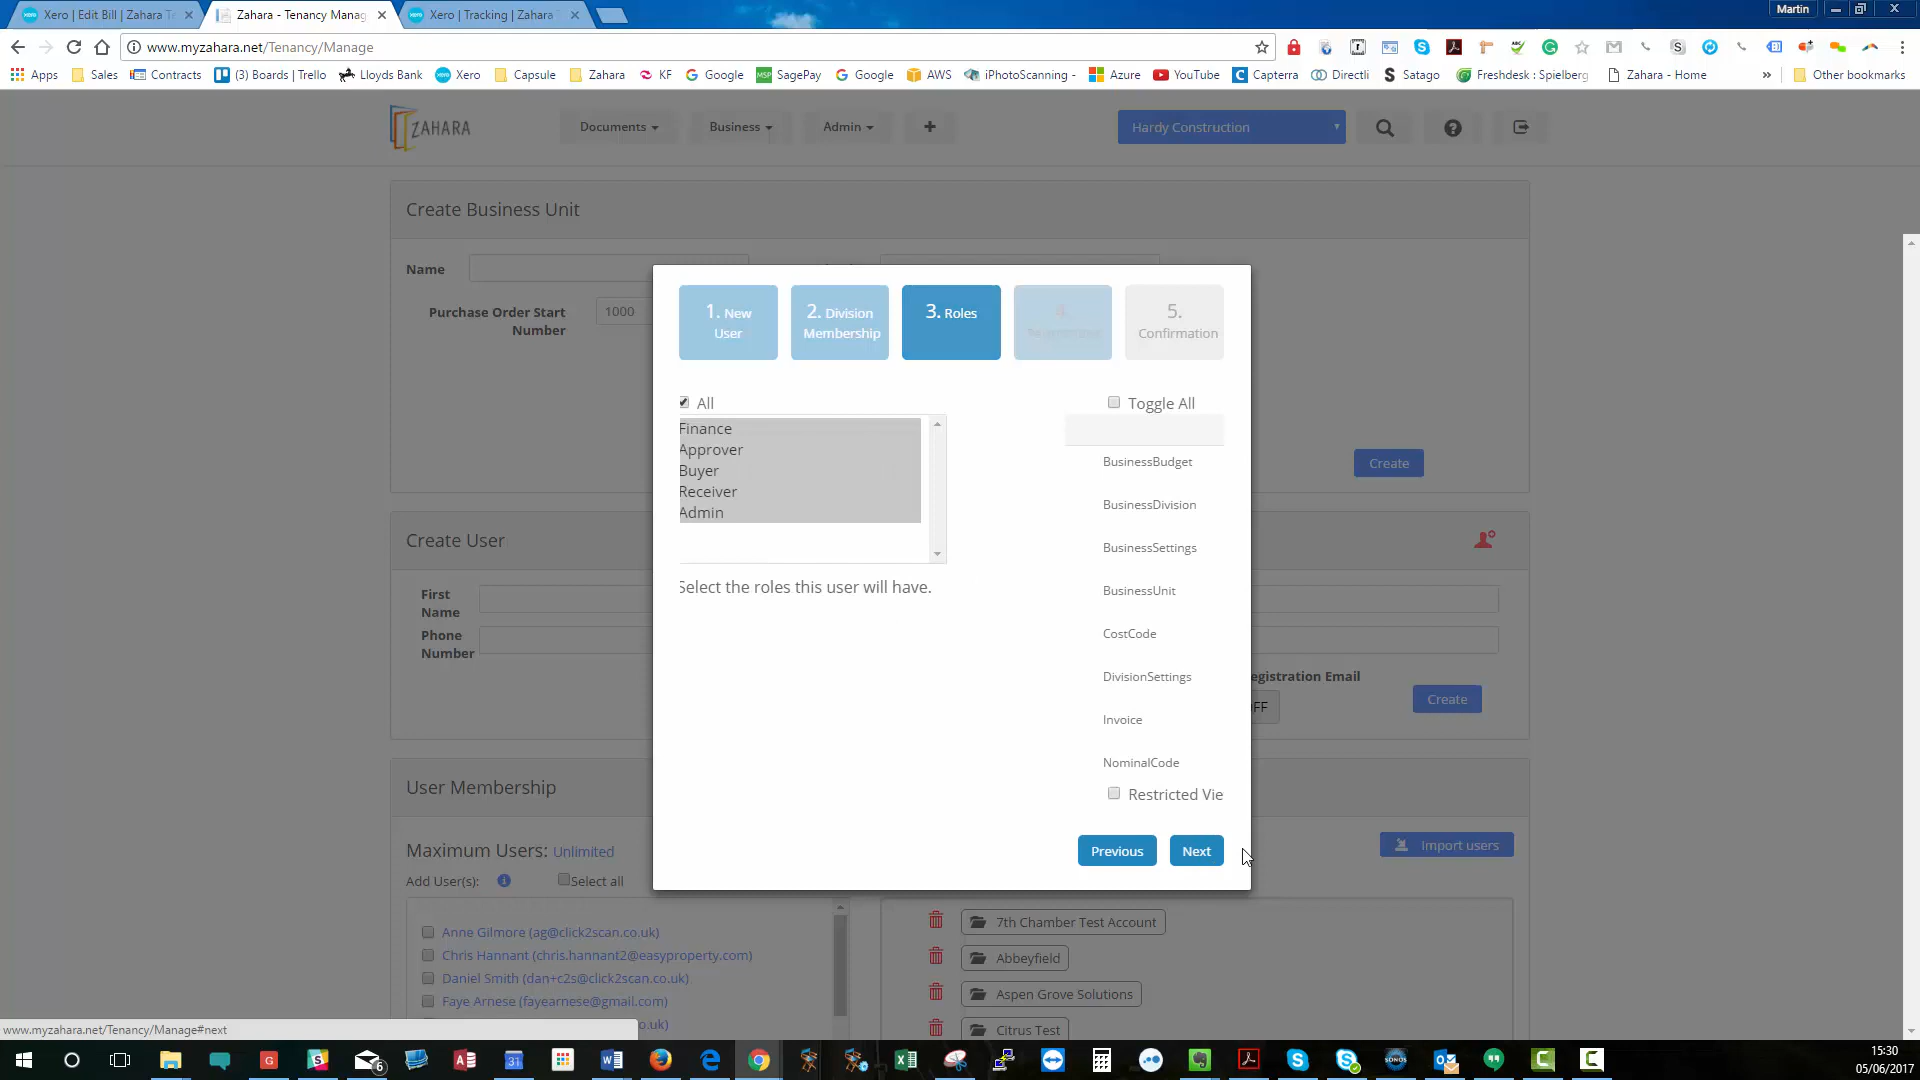 Xero | Edit Bill | Zahara T
Zahara - Tenancy Manag
Xero | Tracking | Zahara
Martin
www.myzahara.net/Tenancy/Manage
Apps
Sales
Contracts
(3) Boards | Trello
Lloyds Bank
Xero
Capsule
Zahara
KF
Google
SagePay
Google
AWS
iPhotoScanning -
Azure
YouTube
Capterra
Directli
Satago
Freshdesk : Spielberg
Zahara - Home
»
Other bookmarks
ZAHARA
Documents
Business
Admin
Hardy Construction
Create Business Unit
Name
Purchase Order Start
Number
1000
Create
1. New
User
2. Division
Membership
3. Roles
4.
5.
Confirmation
All
Toggle All
Finance
Approver
Buyer
Receiver
Admin
Select the roles this user will have.
BusinessBudget
BusinessDivision
BusinessSettings
BusinessUnit
CostCode
DivisionSettings
Invoice
NominalCode
Restricted Vie
Previous
Next
Create User
First
Name
Phone
Number
egistration Email
FF
Create
User Membership
Maximum Users: Unlimited
Import users
Add User(s):
Select all
Anne Gilmore (ag@click2scan.co.uk)
Chris Hannant (chris.hannant2@easyproperty.com)
Daniel Smith (dan+c2s@click2scan.co.uk)
Faye Arnese (fayearnese@gmail.com)
o.uk)
7th Chamber Test Account
Abbeyfield
Aspen Grove Solutions
Citrus Test
www.myzahara.net/Tenancy/Manage#next
6
15:30
05/06/2017